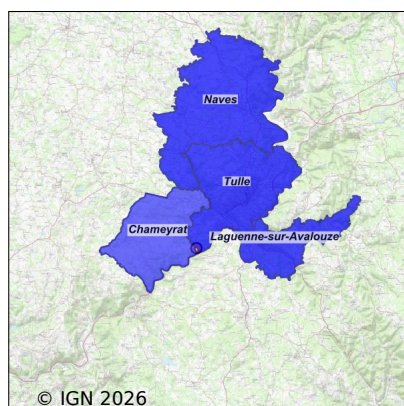 Naves
Tulle
Chameyrat
Laguenne-sur-Avalouze
© IGN 2026